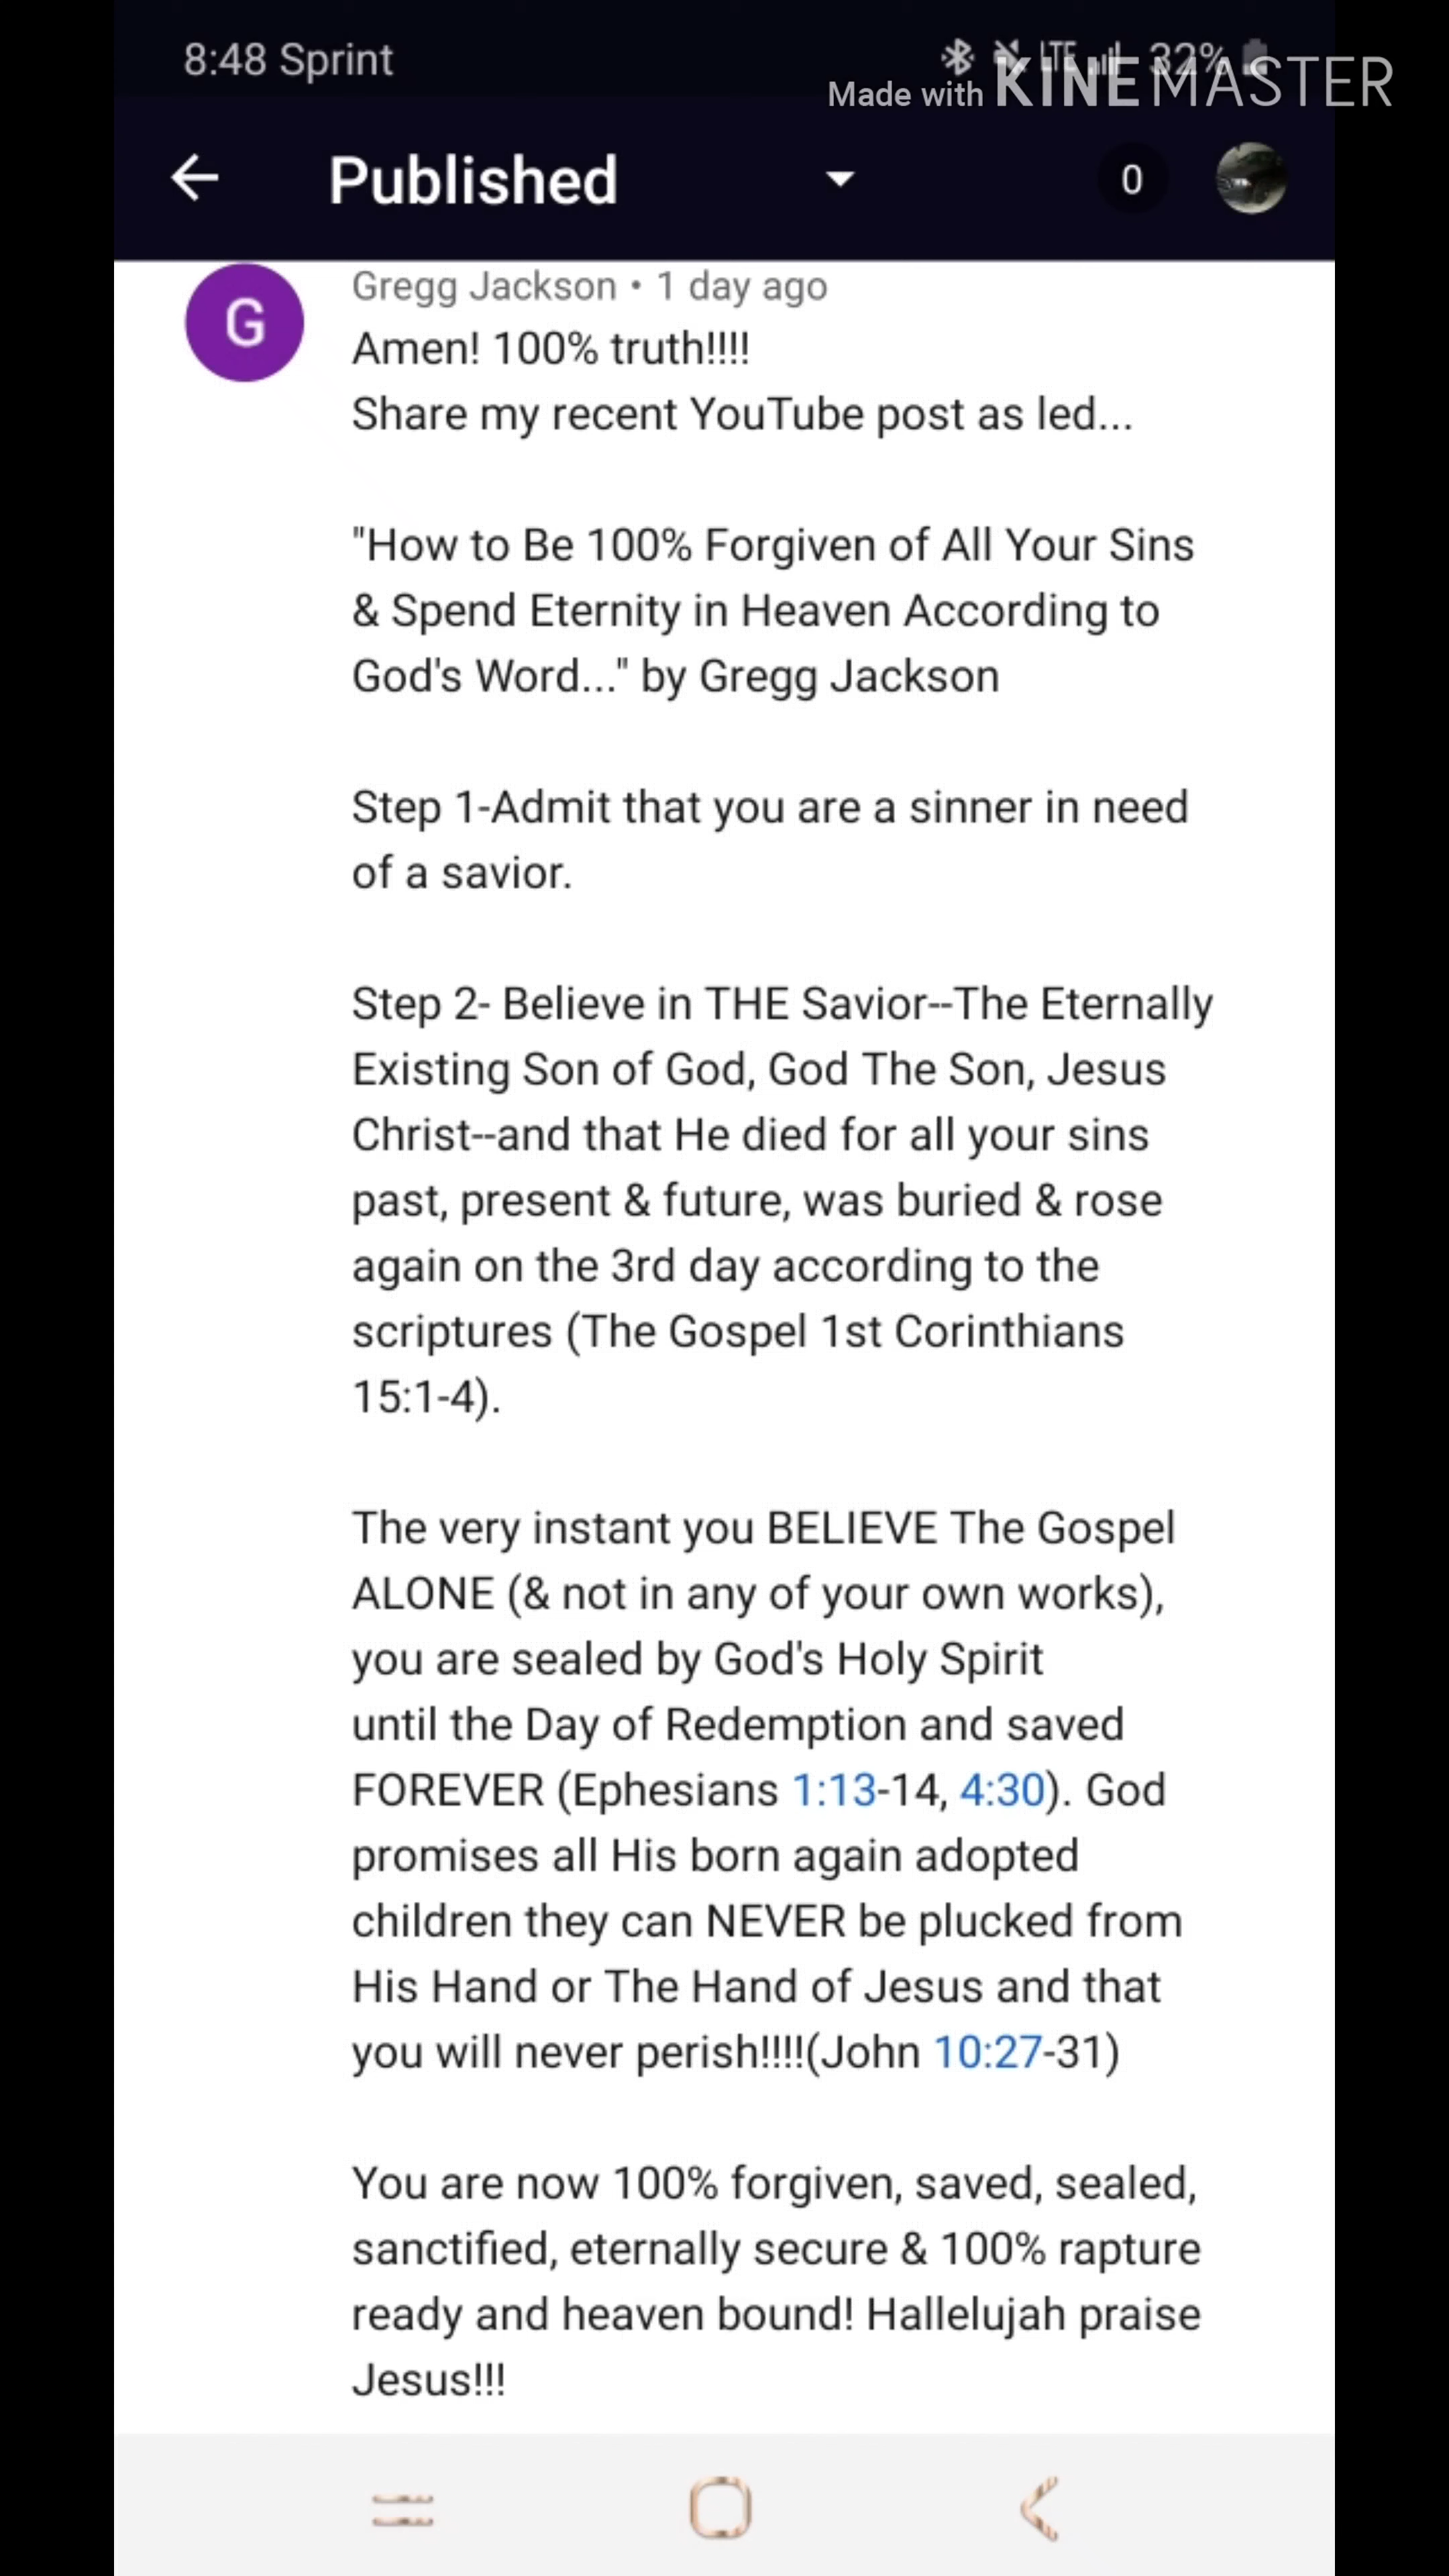 8:48 Sprint
LTE 32%
Made with KINEMASTER
Published
0
G
Gregg Jackson • 1 day ago
Amen! 100% truth!!!!
Share my recent YouTube post as led...
"How to Be 100% Forgiven of All Your Sins
& Spend Eternity in Heaven According to
God's Word..." by Gregg Jackson
Step 1-Admit that you are a sinner in need
of a savior.
Step 2- Believe in THE Savior--The Eternally
Existing Son of God, God The Son, Jesus
Christ--and that He died for all your sins
past, present & future, was buried & rose
again on the 3rd day according to the
scriptures (The Gospel 1st Corinthians
15:1-4).
The very instant you BELIEVE The Gospel
ALONE (& not in any of your own works),
you are sealed by God's Holy Spirit
until the Day of Redemption and saved
FOREVER (Ephesians 1:13-14, 4:30). God
promises all His born again adopted
children they can NEVER be plucked from
His Hand or The Hand of Jesus and that
you will never perish!!!!(John 10:27-31)
You are now 100% forgiven, saved, sealed,
sanctified, eternally secure & 100% rapture
ready and heaven bound! Hallelujah praise
Jesus!!!